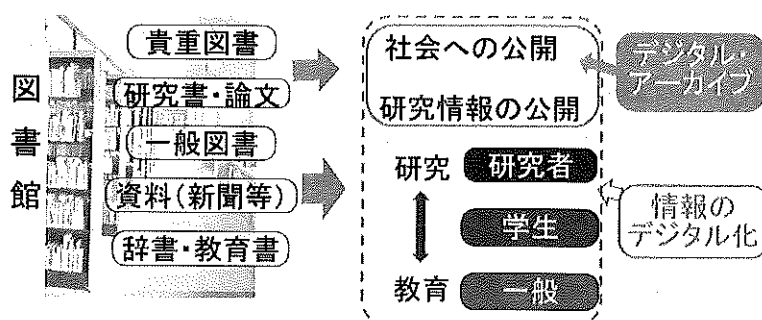 図書館
貴重図書
研究書・論文
一般図書
資料(新聞等)
辞書・教育書
社会への公開
研究情報の公開
研究
研究者
学生
教育
一般
デジタル・
アーカイブ
情報の
デジタル化